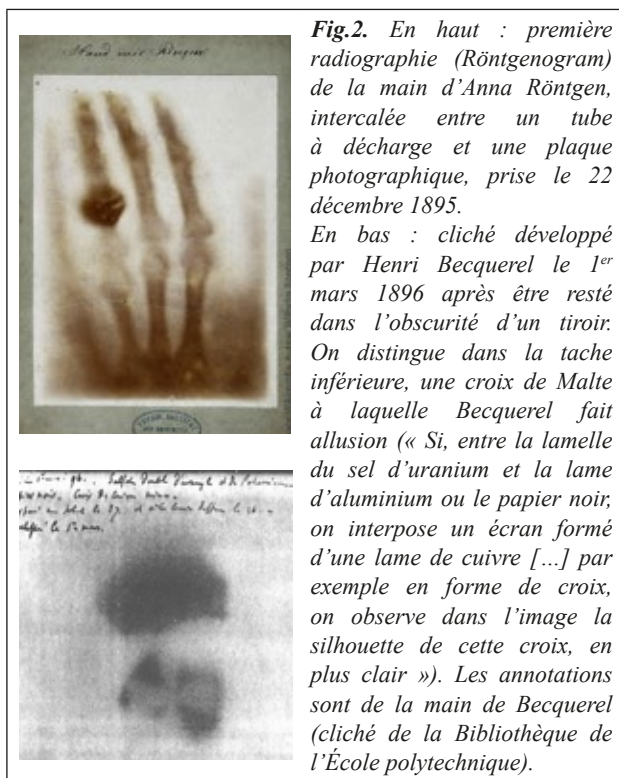 Hand mit Ringen
Fig.2. En haut : première
radiographie (Röntgenogram)
de la main d’Anna Röntgen,
intercalée entre un tube
à décharge et une plaque
photographique, prise le 22
décembre 1895.
En bas : cliché développé
par Henri Becquerel le 1er
mars 1896 après être resté
dans l’obscurité d’un tiroir.
On distingue dans la tache
inférieure, une croix de Malte
à laquelle Becquerel fait
allusion (« Si, entre la lamelle
du sel d’uranium et la lame
d’aluminium ou le papier noir,
on interpose un écran formé
d’une lame de cuivre [...] par
exemple en forme de croix,
on observe dans l’image la
silhouette de cette croix, en
plus clair »). Les annotations
sont de la main de Becquerel
(cliché de la Bibliothèque de
l’École polytechnique).